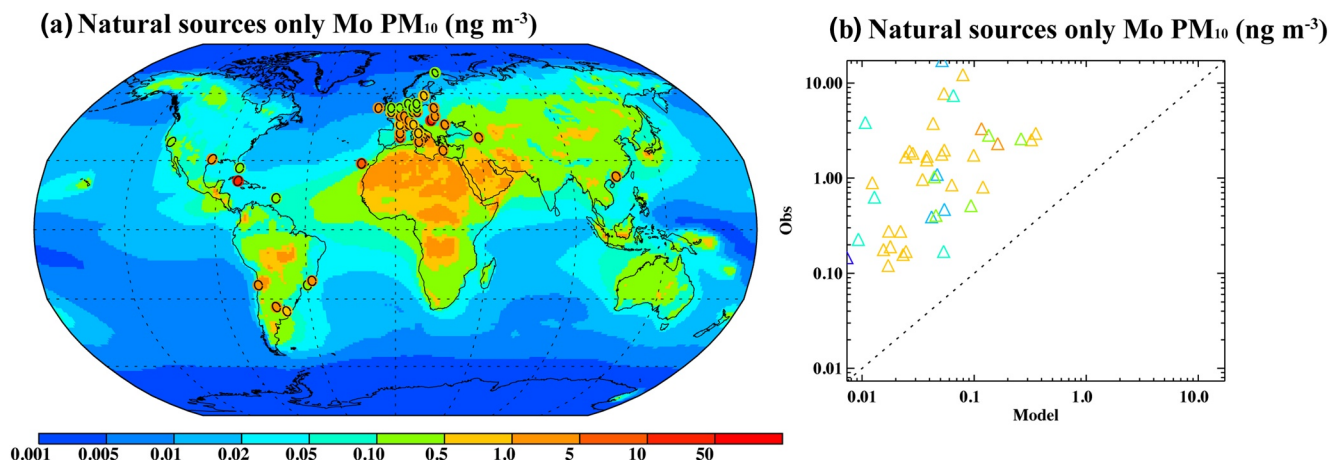 (a) Natural sources only Mo PM₁₀ (ng m⁻³)
0.001 0.005 0.01 0.02 0.05 0.10 0.5 1.0 5 10 50
(b) Natural sources only Mo PM₁₀ (ng m⁻³)
10.00
1.00
0.10
0.01
Obs
0.01 0.1 1.0 10.0
Model